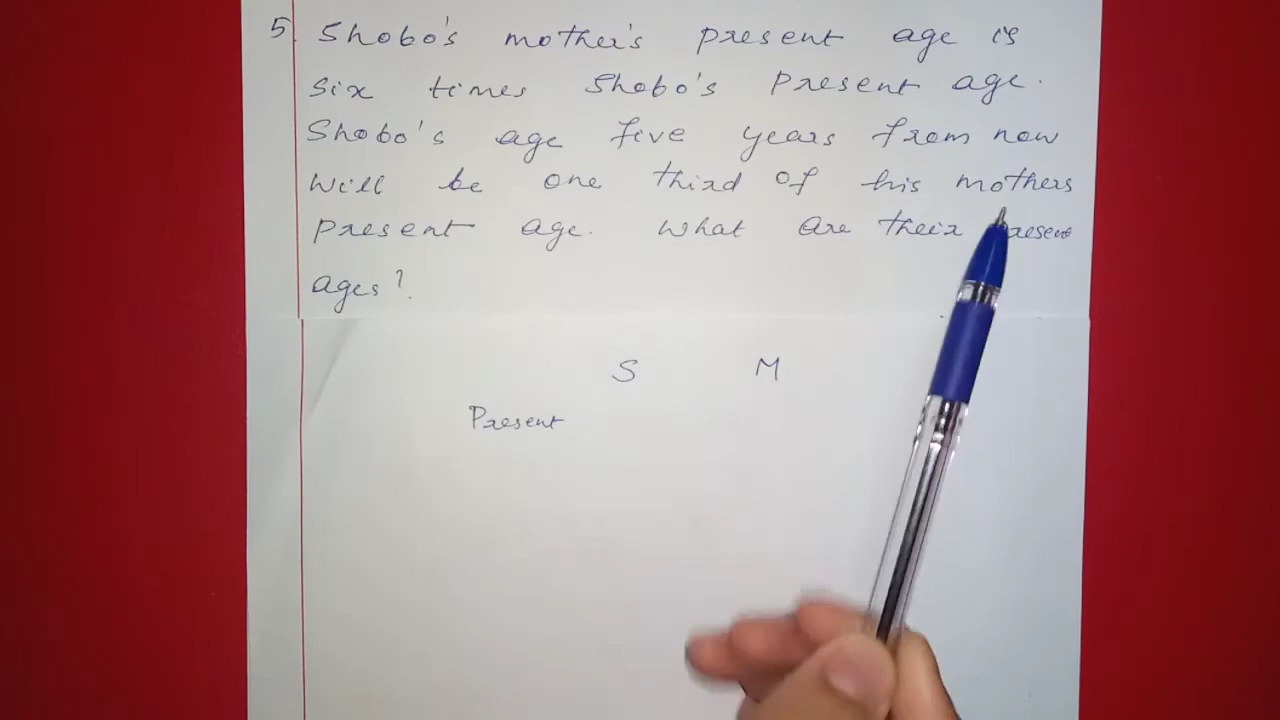 5. Shobo's mother's present age is
six times Shobo's present age.
Shobo's age five years from now
will be one third of his mothers
present age. What are their present
ages?
S M
Present